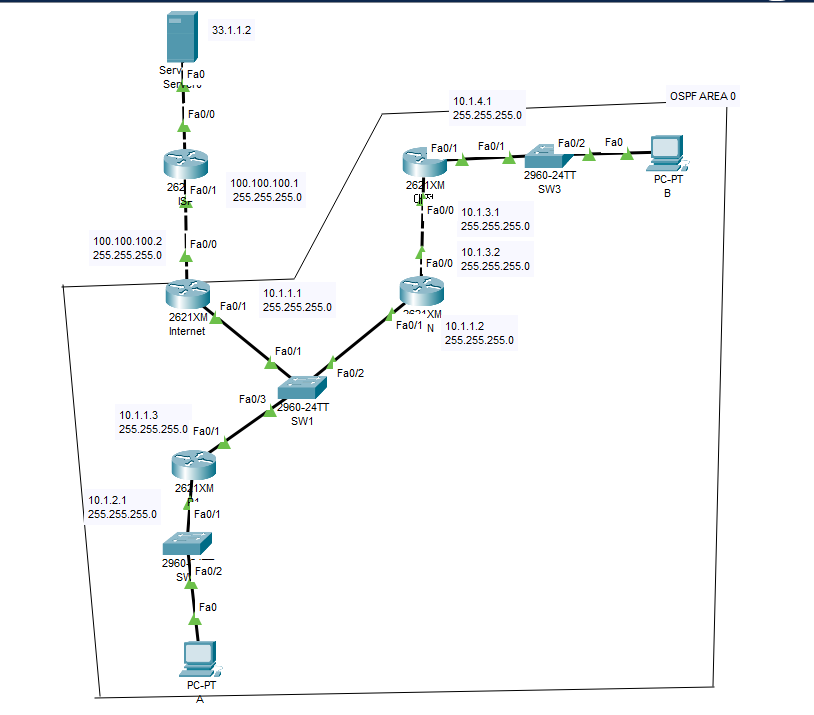 33.1.1.2
Fa0
Fa0/0
Fa0/1
100.100.100.1
255.255.255.0
100.100.100.2
255.255.255.0
Fa0/0
2621XM
Internet
Fa0/1
10.1.1.1
255.255.255.0
OSPF AREA 0
10.1.4.1
255.255.255.0
Fa0/1
Fa0/1
Fa0/2
Fa0
2621XM
2960-24TT
SW3
PC-PT
B
Fa0/0
10.1.3.1
255.255.255.0
10.1.3.2
255.255.255.0
Fa0/0
Fa0/1
N
10.1.1.2
255.255.255.0
Fa0/1
Fa0/2
Fa0/3
2960-24TT
SW1
10.1.1.3
255.255.255.0
Fa0/1
2621XM
10.1.2.1
255.255.255.0
Fa0/1
Fa0/2
Fa0
PC-PT
A